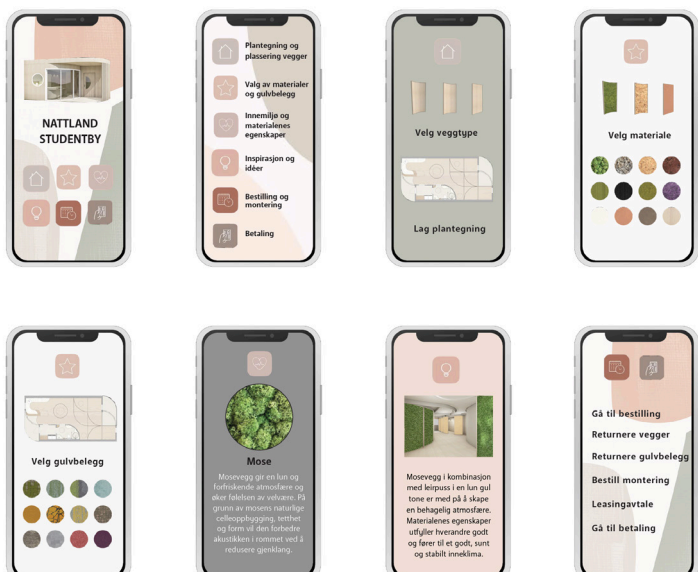 NATTLAND
STUDENTBY
Plantegning og
plassering vegger
Valg av materialer
og gulvbelegg
Innemiljø og
materialenes
egenskaper
Inspirasjon og
idéer
Bestilling og
montering
Betaling
Velg veggtype
Lag plantegning
Velg materiale
Velg gulvbelegg
Mose
Mosevegg gir en lun og
forfriskende atmosfære og
øker følelsen av velvære. På
grunn av mosens naturlige
celleoppbygging, tetthet
og form vil den forbedre
akustikken i rommet ved å
redusere gjenklang.
Mosevegg i kombinasjon
med leirpuss i en lun gul
tone er med på å skape
en behagelig atmosfære.
Materialenes egenskaper
utfyller hverandre godt
og fører til et godt, sunt
og stabilt inneklima.
Gå til bestilling
Returnere vegger
Returnere gulvbelegg
Bestill montering
Leasingavtale
Gå til betaling